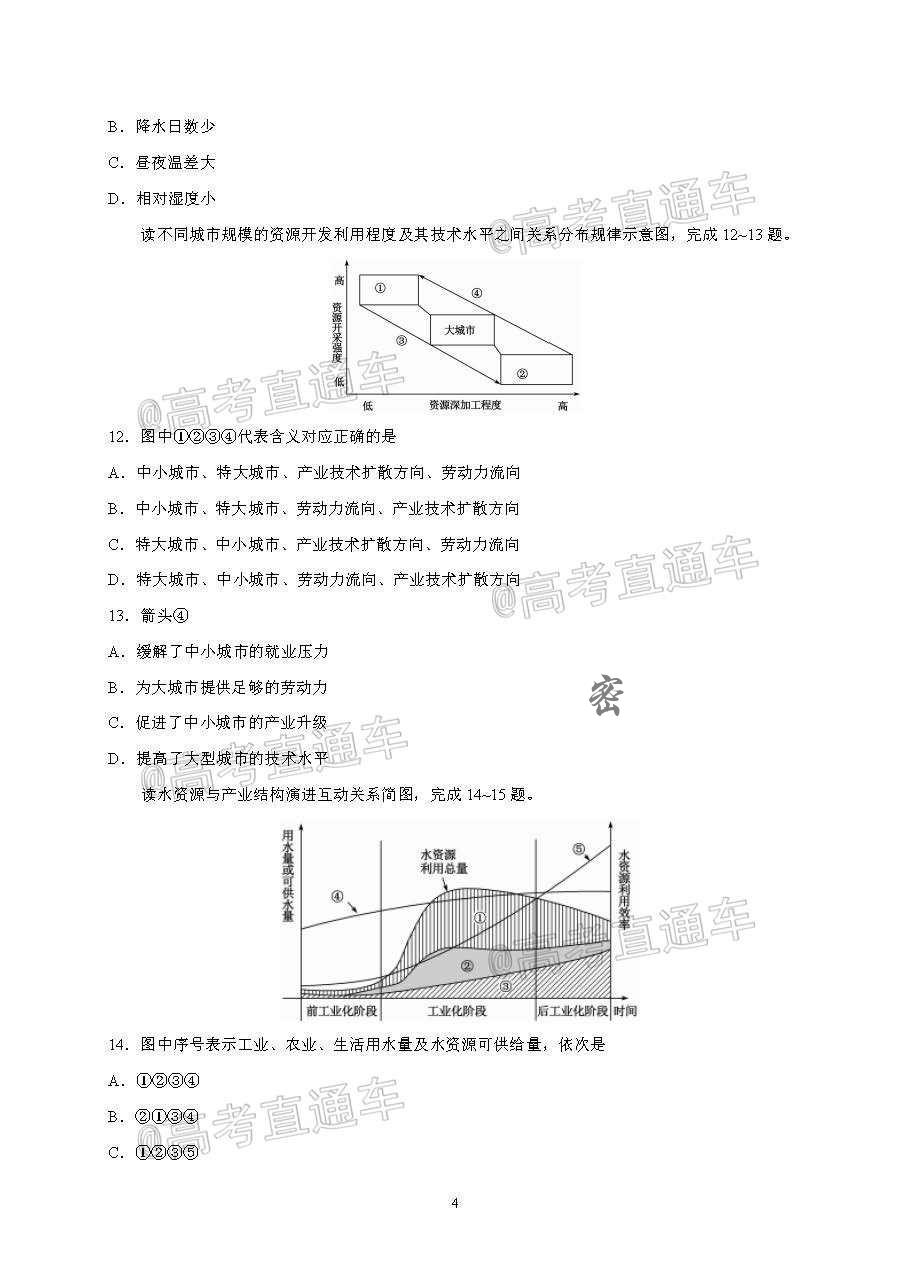 B．降水日数少
C．昼夜温差大
D．相对湿度小
读不同城市规模的资源开发利用程度及其技术水平之间关系分布规律示意图，完成12~13题。
高
①
④
资源开采强度
大城市
③
②
低
低
资源深加工程度
高
12．图中①②③④代表含义对应正确的是
A．中小城市、特大城市、产业技术扩散方向、劳动力流向
B．中小城市、特大城市、劳动力流向、产业技术扩散方向
C．特大城市、中小城市、产业技术扩散方向、劳动力流向
D．特大城市、中小城市、劳动力流向、产业技术扩散方向
13．箭头④
A．缓解了中小城市的就业压力
B．为大城市提供足够的劳动力
C．促进了中小城市的产业升级
D．提高了大型城市的技术水平
密
读水资源与产业结构演进互动关系简图，完成14~15题。
用水量或可供水量
水资源利用总量
⑤
水资源利用效率
④
①
②
③
前工业化阶段
工业化阶段
后工业化阶段
时间
14．图中序号表示工业、农业、生活用水量及水资源可供给量，依次是
A．①②③④
B．②①③④
C．①②③⑤
4
@高考直通车
@高考直通车
@高考直通车
@高考直通车
@高考直通车
@高考直通车